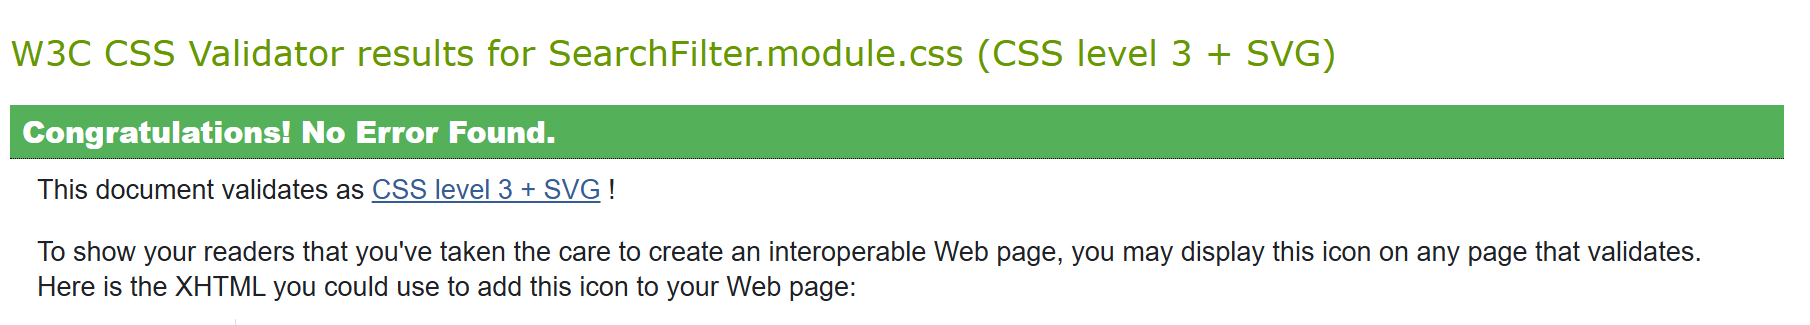 W3C CSS Validator results for SearchFilter.module.css (CSS level 3 + SVG)
Congratulations! No Error Found.
This document validates as CSS level 3 + SVG !
To show your readers that you've taken the care to create an interoperable Web page, you may display this icon on any page that validates.
Here is the XHTML you could use to add this icon to your Web page: